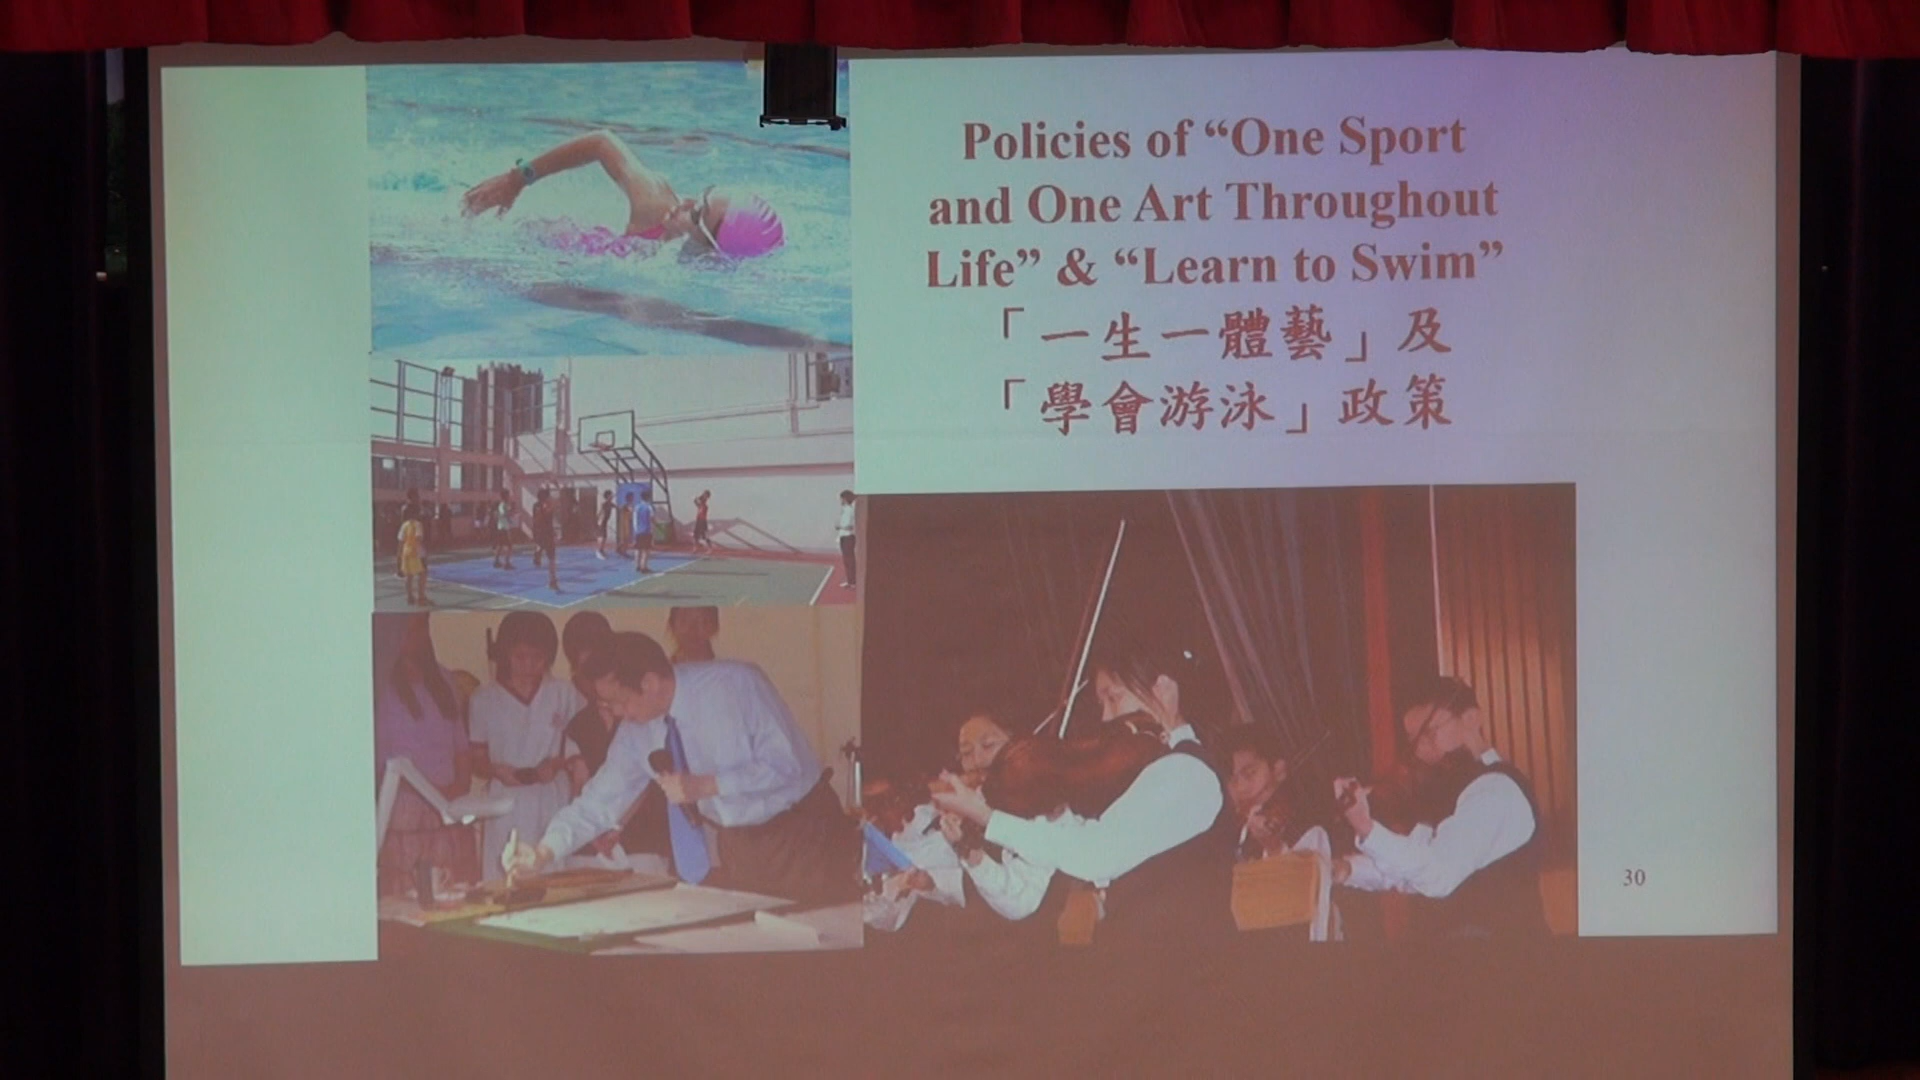 Policies of “One Sport
and One Art Throughout
Life” & “Learn to Swim”
「一生一體藝」及
「學會游泳」政策
30